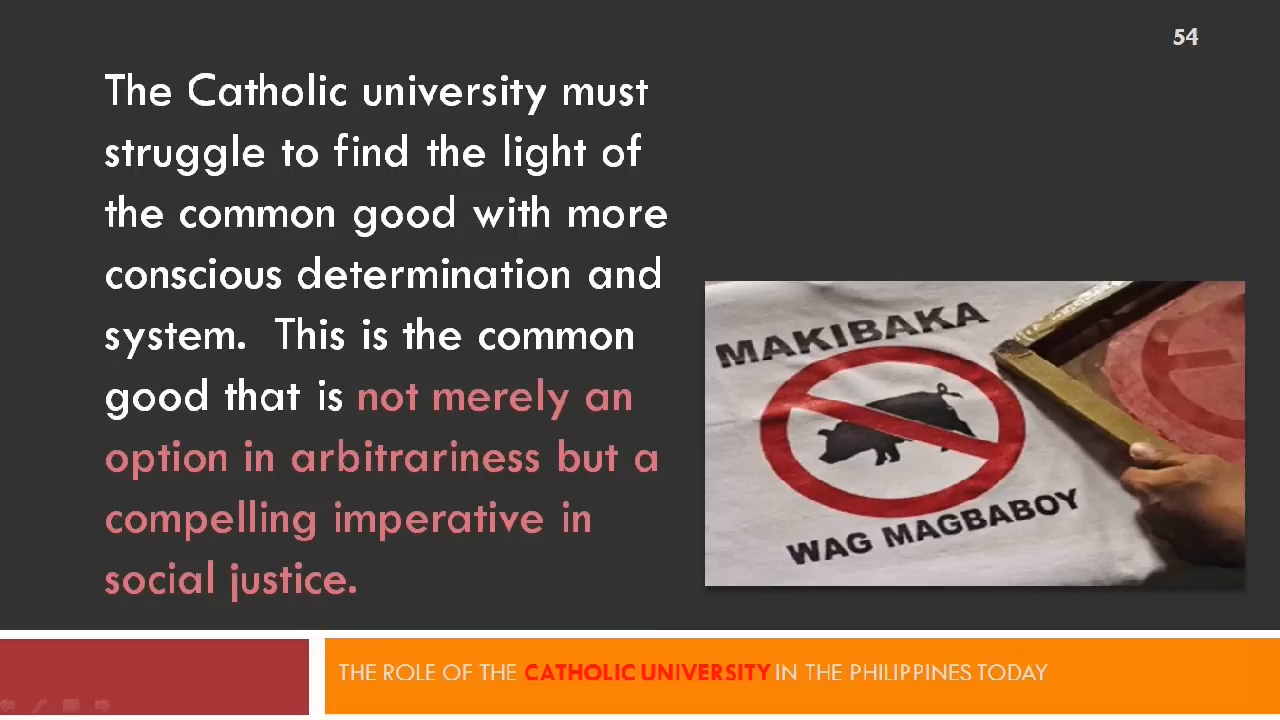 54
The Catholic university must
struggle to find the light of
the common good with more
conscious determination and
system.  This is the common
good that is not merely an
option in arbitrariness but a
compelling imperative in
social justice.
MAKIBAKA
WAG MAGBABOY
THE ROLE OF THE CATHOLIC UNIVERSITY IN THE PHILIPPINES TODAY